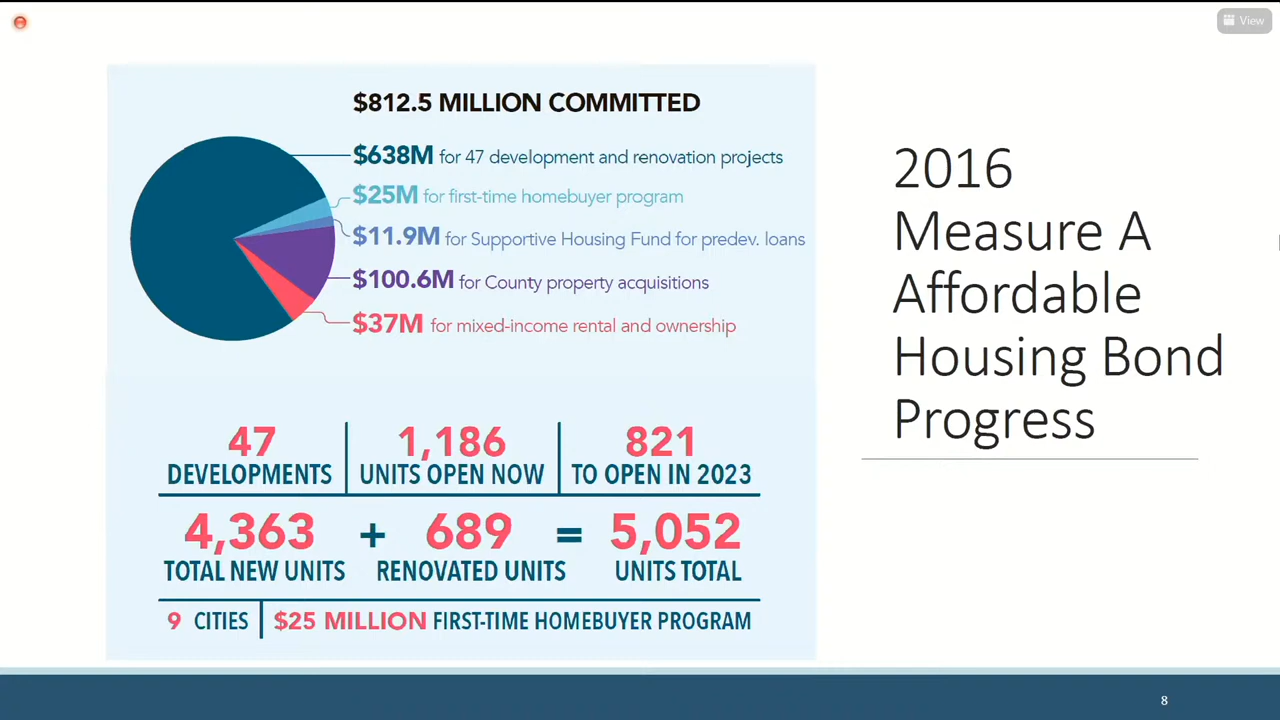 View
$812.5 MILLION COMMITTED
$638M for 47 development and renovation projects
$25M for first-time homebuyer program
$11.9M for Supportive Housing Fund for predev. loans
$100.6M for County property acquisitions
$37M for mixed-income rental and ownership
47
DEVELOPMENTS
1,186
UNITS OPEN NOW
821
TO OPEN IN 2023
4,363 + 689 = 5,052
TOTAL NEW UNITS RENOVATED UNITS UNITS TOTAL
9 CITIES $25 MILLION FIRST-TIME HOMEBUYER PROGRAM
2016
Measure A
Affordable
Housing Bond
Progress
8